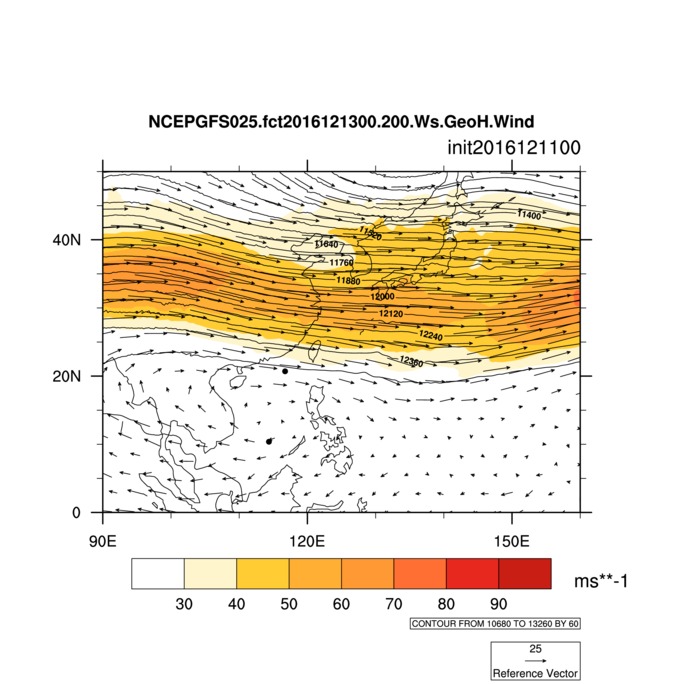 NCEPGFS025.fct2016121300.200.Ws.GeoH.Wind
init2016121100
11400
11520
40N
11640
11760
11880
12000
12120
12240
12360
20N
0
90E 120E 150E
ms**-1
30 40 50 60 70 80 90
CONTOUR FROM 10680 TO 13260 BY 60
25
Reference Vector